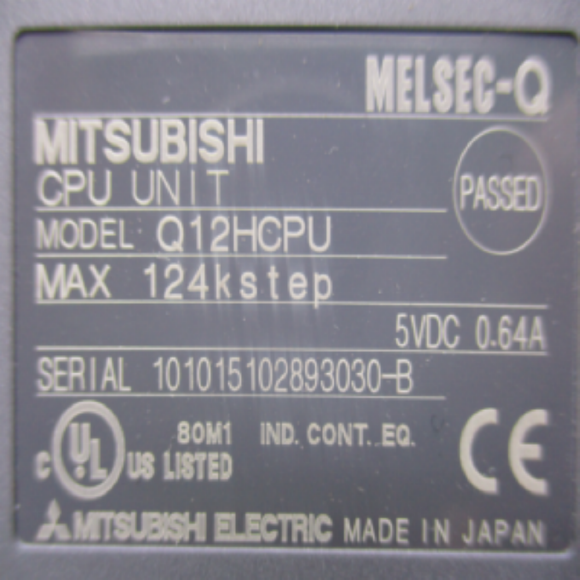 MELSEC-Q
MITSUBISHI
CPU UNIT
PASSED
MODEL Q12HCPU
MAX 124kstep
5VDC 0.64A
SERIAL 101015102893030-B
80M1 IND. CONT. EQ.
C UL US LISTED
CE
MITSUBISHI ELECTRIC MADE IN JAPAN